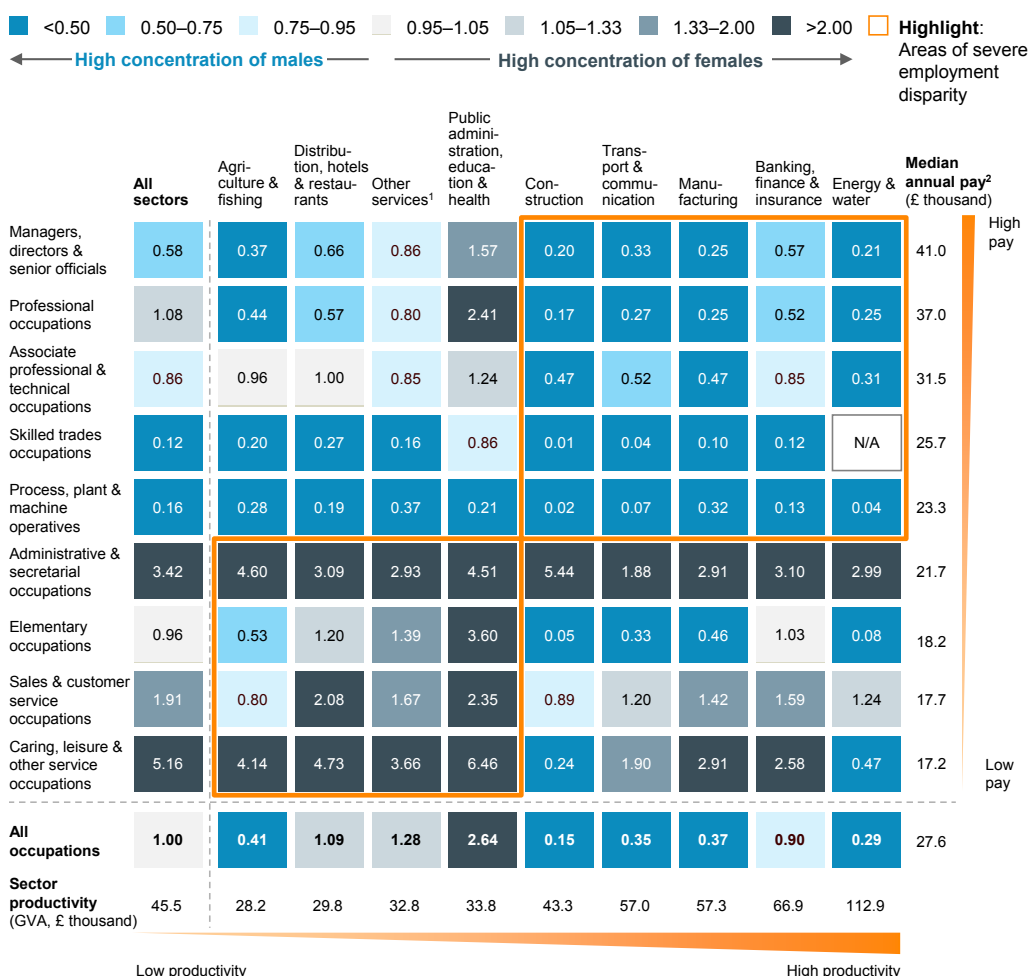 <0.50 0.50–0.75 0.75–0.95 0.95–1.05 1.05–1.33 1.33–2.00 >2.00 Highlight:
Areas of severe
employment
disparity
High concentration of males High concentration of females
All
sectors
Agri-
culture &
fishing
Distribu-
tion, hotels
& restau-
rants
Other
services1
Public
admini-
stration,
educa-
tion &
health
Con-
struction
Trans-
port &
commu-
nication
Manu-
facturing
Banking,
finance &
insurance
Energy &
water
Median
annual pay2
(£ thousand)
High
pay
Managers,
directors &
senior officials
0.58 0.37 0.66 0.86 1.57 0.20 0.33 0.25 0.57 0.21 41.0
Professional
occupations
1.08 0.44 0.57 0.80 2.41 0.17 0.27 0.25 0.52 0.25 37.0
Associate
professional &
technical
occupations
0.86 0.96 1.00 0.85 1.24 0.47 0.52 0.47 0.85 0.31 31.5
Skilled trades
occupations
0.12 0.20 0.27 0.16 0.86 0.01 0.04 0.10 0.12 N/A 25.7
Process, plant &
machine
operatives
0.16 0.28 0.19 0.37 0.21 0.02 0.07 0.32 0.13 0.04 23.3
Administrative &
secretarial
occupations
3.42 4.60 3.09 2.93 4.51 5.44 1.88 2.91 3.10 2.99 21.7
Elementary
occupations
0.96 0.53 1.20 1.39 3.60 0.05 0.33 0.46 1.03 0.08 18.2
Sales & customer
service
occupations
1.91 0.80 2.08 1.67 2.35 0.89 1.20 1.42 1.59 1.24 17.7
Caring, leisure &
other service
occupations
5.16 4.14 4.73 3.66 6.46 0.24 1.90 2.91 2.58 0.47 17.2
Low
pay
All
occupations
1.00 0.41 1.09 1.28 2.64 0.15 0.35 0.37 0.90 0.29 27.6
Sector
productivity
(GVA, £ thousand)
45.5 28.2 29.8 32.8 33.8 43.3 57.0 57.3 66.9 112.9
Low productivity High productivity